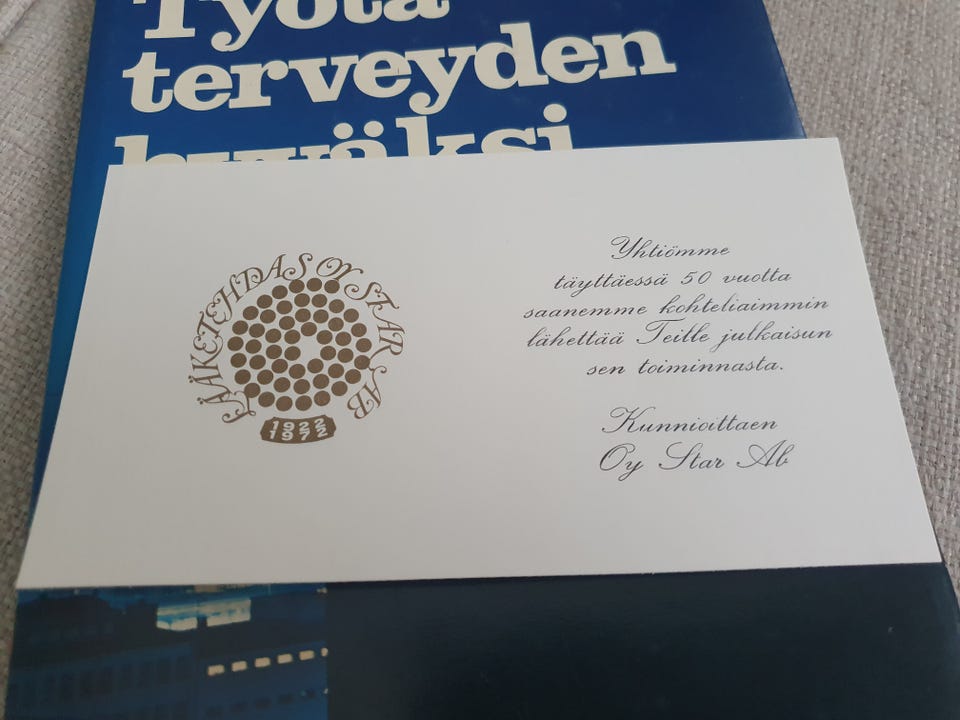 Työtä
terveyden
hyväksi
LÄÄKETEHDAS OY STAR AB
1922
1972
Yhtiömme
täyttäessä 50 vuotta
saanemme kohteliaimmin
lähettää Teille julkaisun
sen toiminnasta.
Kunnioittaen
Oy Star Ab